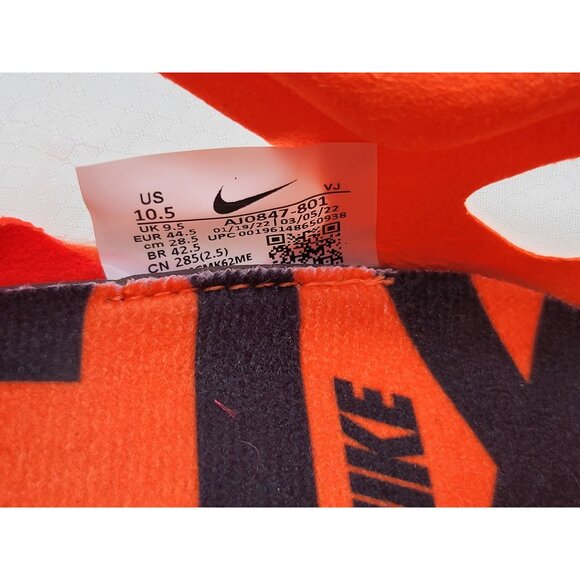 US
10.5
VJ
UK 9.5
AJ0847-801
EUR 44.5
01/19/22 03/05/22
cm 28.5
UPC 00196148650938
BR 42.5
CN 285(2.5)
NIKE